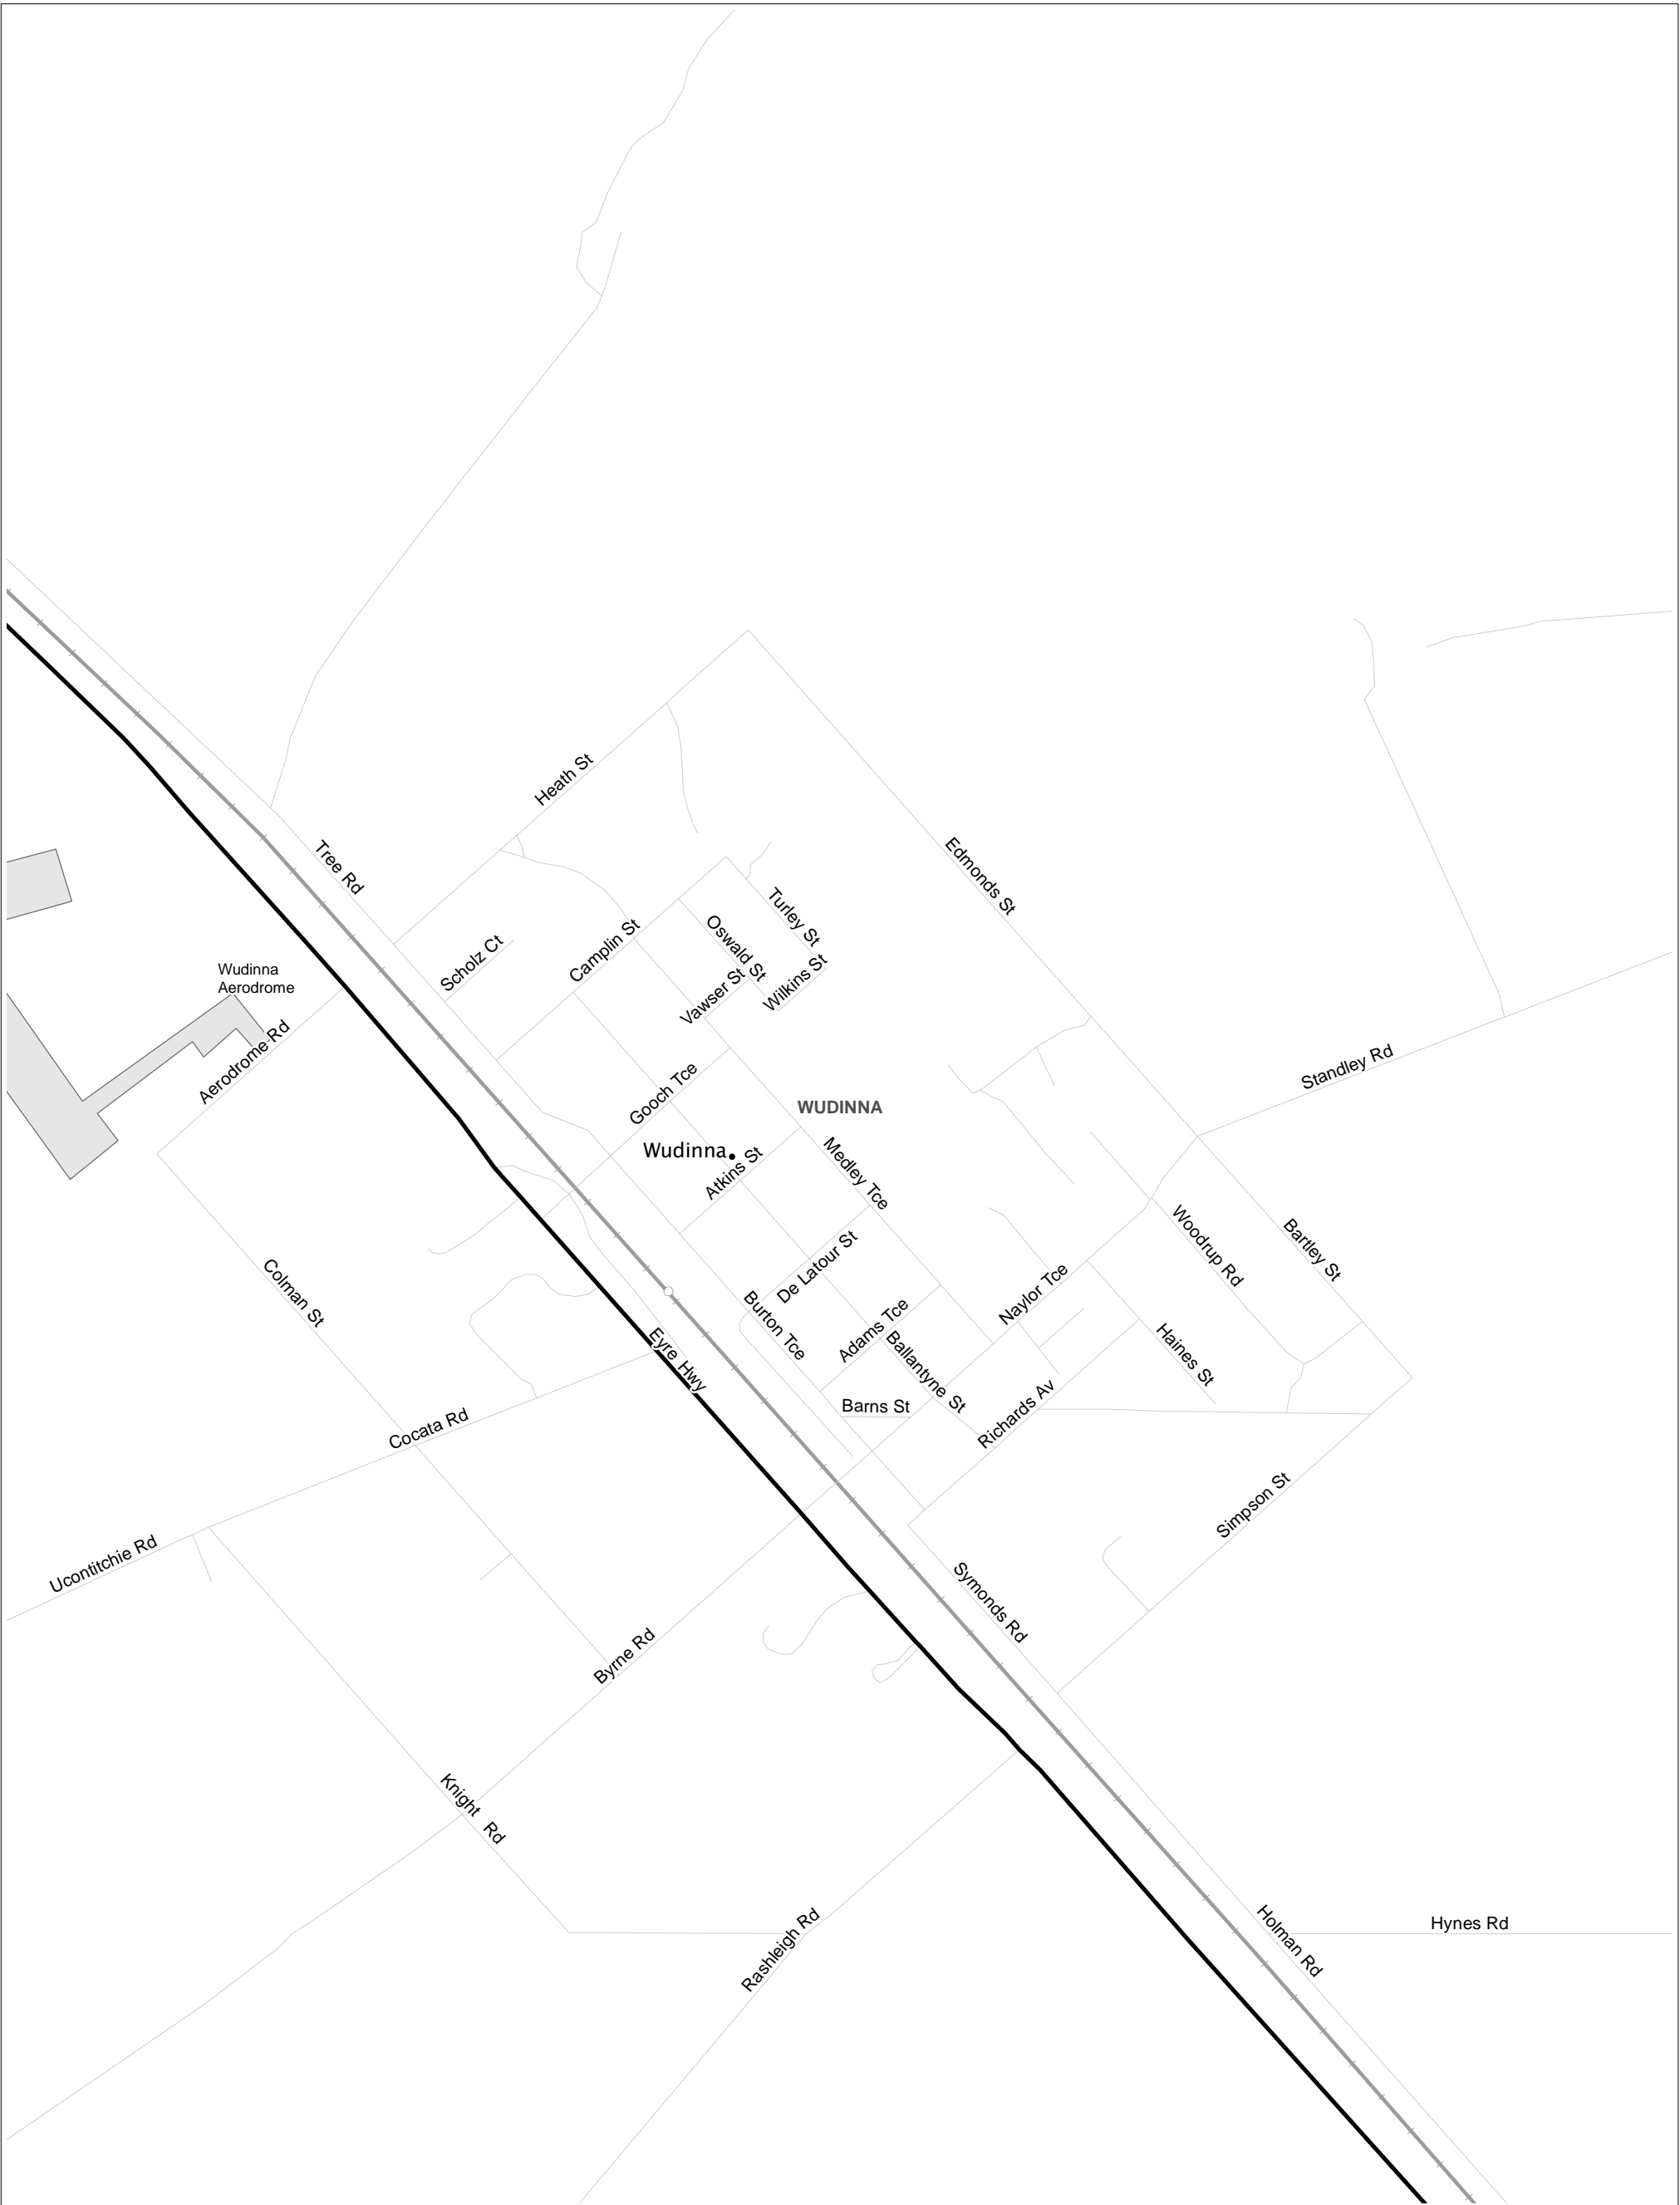 Heath St
Tree Rd
Edmonds St
Turley St
Oswald St
Camplin St
Scholz Ct
Wudinna
Aerodrome
Wilkins St
Vawser St
Aerodrome Rd
Standley Rd
Gooch Tce
WUDINNA
Wudinna
Atkins St
Medley Tce
Woodrup Rd
Bartley St
De Latour St
Colman St
Naylor Tce
Burton Tce
Adams Tce
Eyre Hwy
Ballantyne St
Haines St
Barns St
Richards Av
Cocata Rd
Simpson St
Ucontitchie Rd
Symonds Rd
Byrne Rd
Knight Rd
Rashleigh Rd
Holman Rd
Hynes Rd